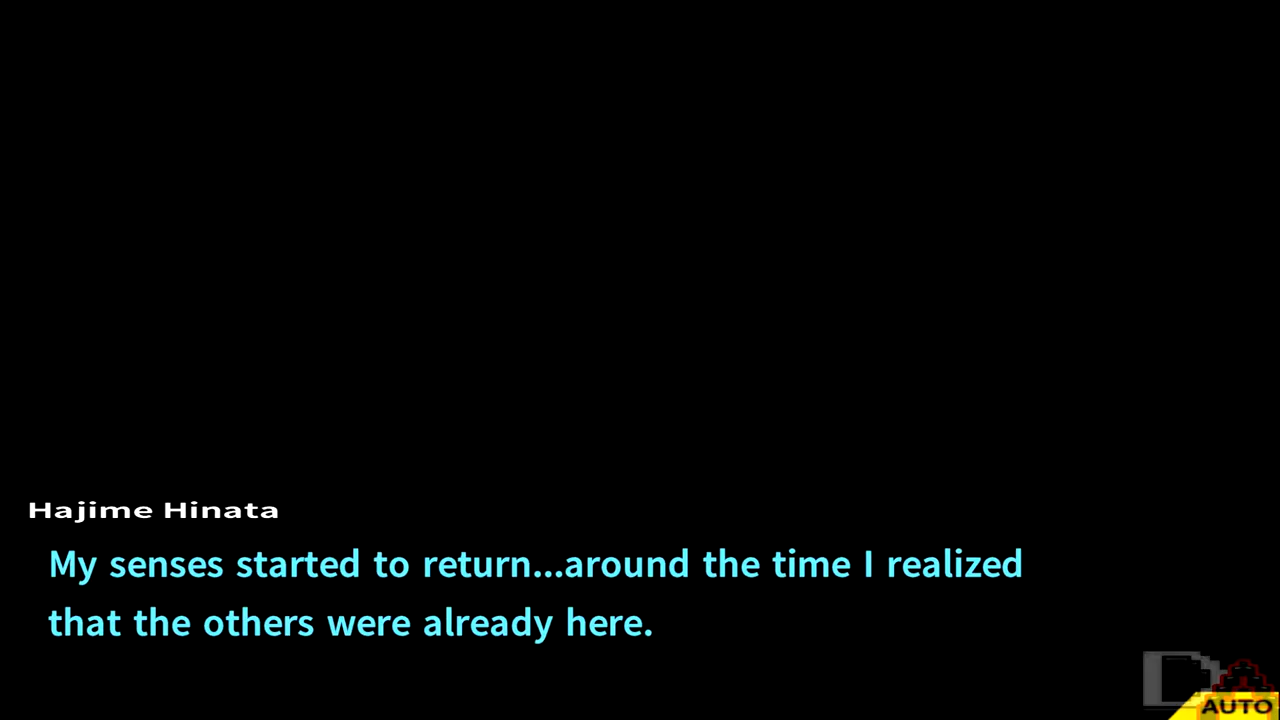 Hajime Hinata
My senses started to return...around the time I realized
that the others were already here.
AUTO